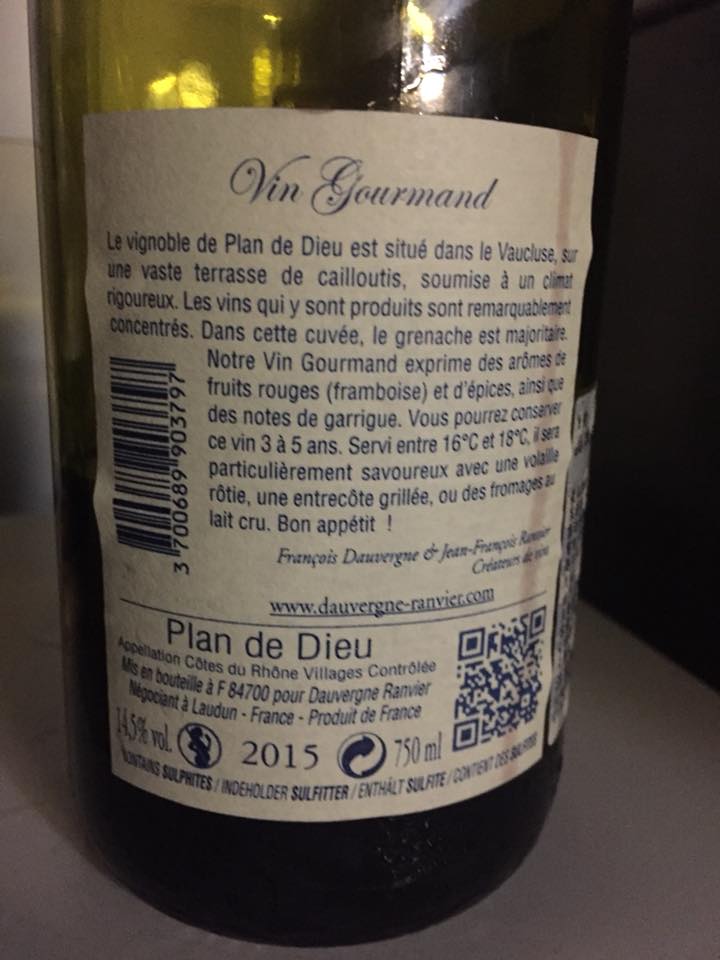 Vin Gourmand
Le vignoble de Plan de Dieu est situé dans le Vaucluse, sur
une vaste terrasse de cailloutis, soumise à un climat
rigoureux. Les vins qui y sont produits sont remarquablement
concentrés. Dans cette cuvée, le grenache est majoritaire.
Notre Vin Gourmand exprime des arômes de
fruits rouges (framboise) et d'épices, ainsi que
des notes de garrigue. Vous pourrez conserver
ce vin 3 à 5 ans. Servi entre 16°C et 18°C, il sera
particulièrement savoureux avec une volaille
rôtie, une entrecôte grillée, ou des fromages au
lait cru. Bon appétit !
3 700689 903797
François Dauvergne & Jean-François Ranvier
Créateurs de vins
www.dauvergne-ranvier.com
Plan de Dieu
Appellation Côtes du Rhône Villages Contrôlée
Mis en bouteille à F 84700 pour Dauvergne Ranvier
Négociant à Laudun - France - Produit de France
14,5% vol. 2015 750 ml
CONTAINS SULPHITES / INDEHOLDER SULFITTER / ENTHÄLT SULFITE / CONTIENT DES SULFITES